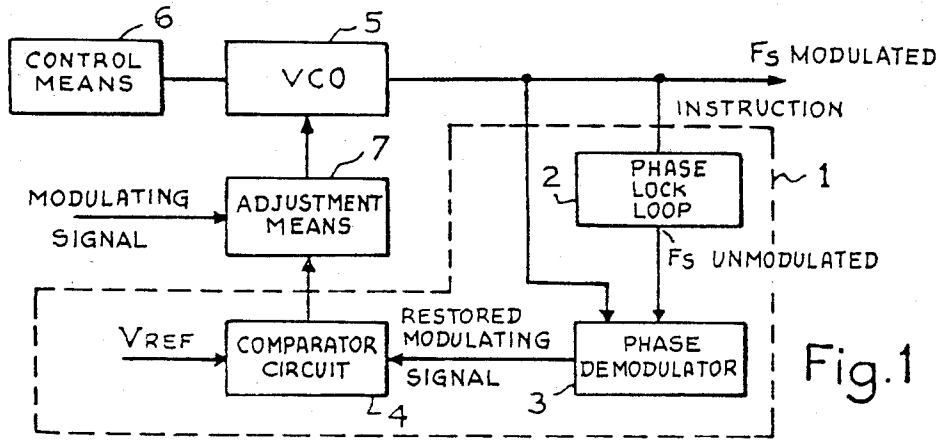 6
5
CONTROL
MEANS
VCO
FS MODULATED
INSTRUCTION
7
MODULATING
SIGNAL
ADJUSTMENT
MEANS
2
PHASE
LOCK
LOOP
1
FS UNMODULATED
VREF
COMPARATOR
CIRCUIT
RESTORED
MODULATING
SIGNAL
PHASE
DEMODULATOR
4
3
Fig.1